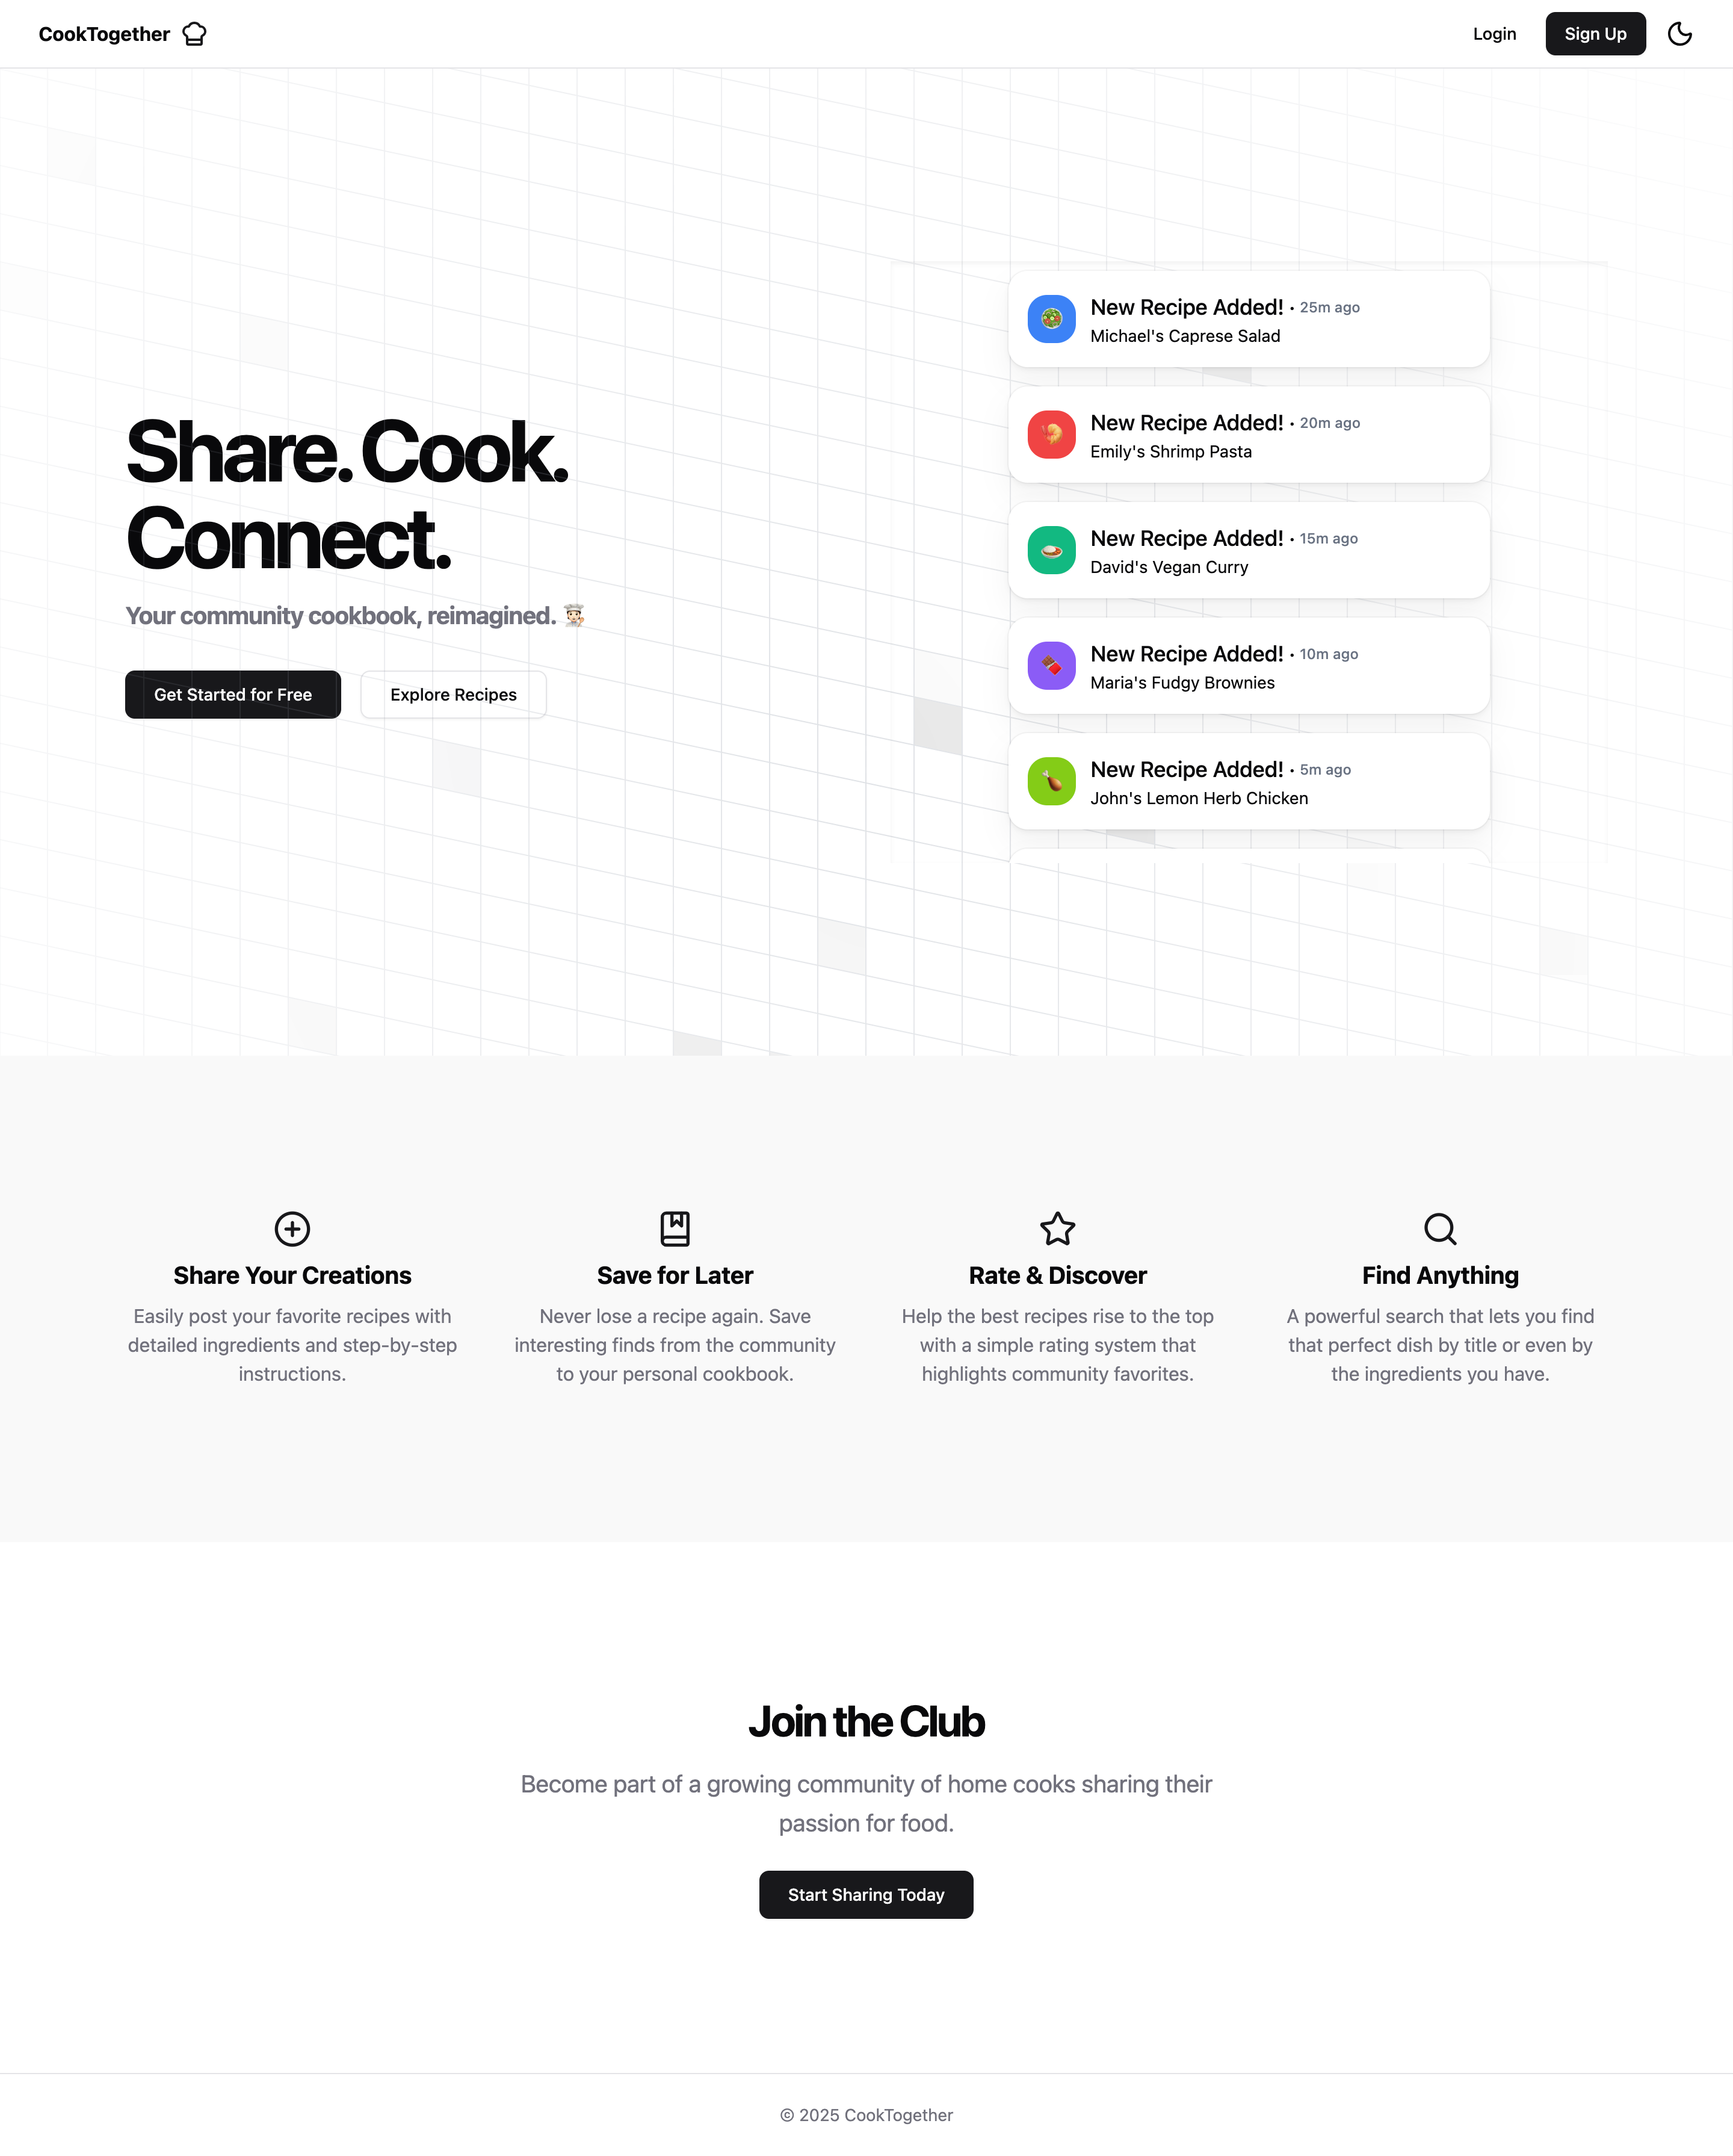 CookTogether
Login
Sign Up
Share. Cook.
Connect.
Your community cookbook, reimagined. 👨🏻‍🍳
Get Started for Free
Explore Recipes
New Recipe Added! · 25m ago
Michael's Caprese Salad
New Recipe Added! · 20m ago
Emily's Shrimp Pasta
New Recipe Added! · 15m ago
David's Vegan Curry
New Recipe Added! · 10m ago
Maria's Fudgy Brownies
New Recipe Added! · 5m ago
John's Lemon Herb Chicken
Share Your Creations
Easily post your favorite recipes with
detailed ingredients and step-by-step
instructions.
Save for Later
Never lose a recipe again. Save
interesting finds from the community
to your personal cookbook.
Rate & Discover
Help the best recipes rise to the top
with a simple rating system that
highlights community favorites.
Find Anything
A powerful search that lets you find
that perfect dish by title or even by
the ingredients you have.
Join the Club
Become part of a growing community of home cooks sharing their
passion for food.
Start Sharing Today
© 2025 CookTogether